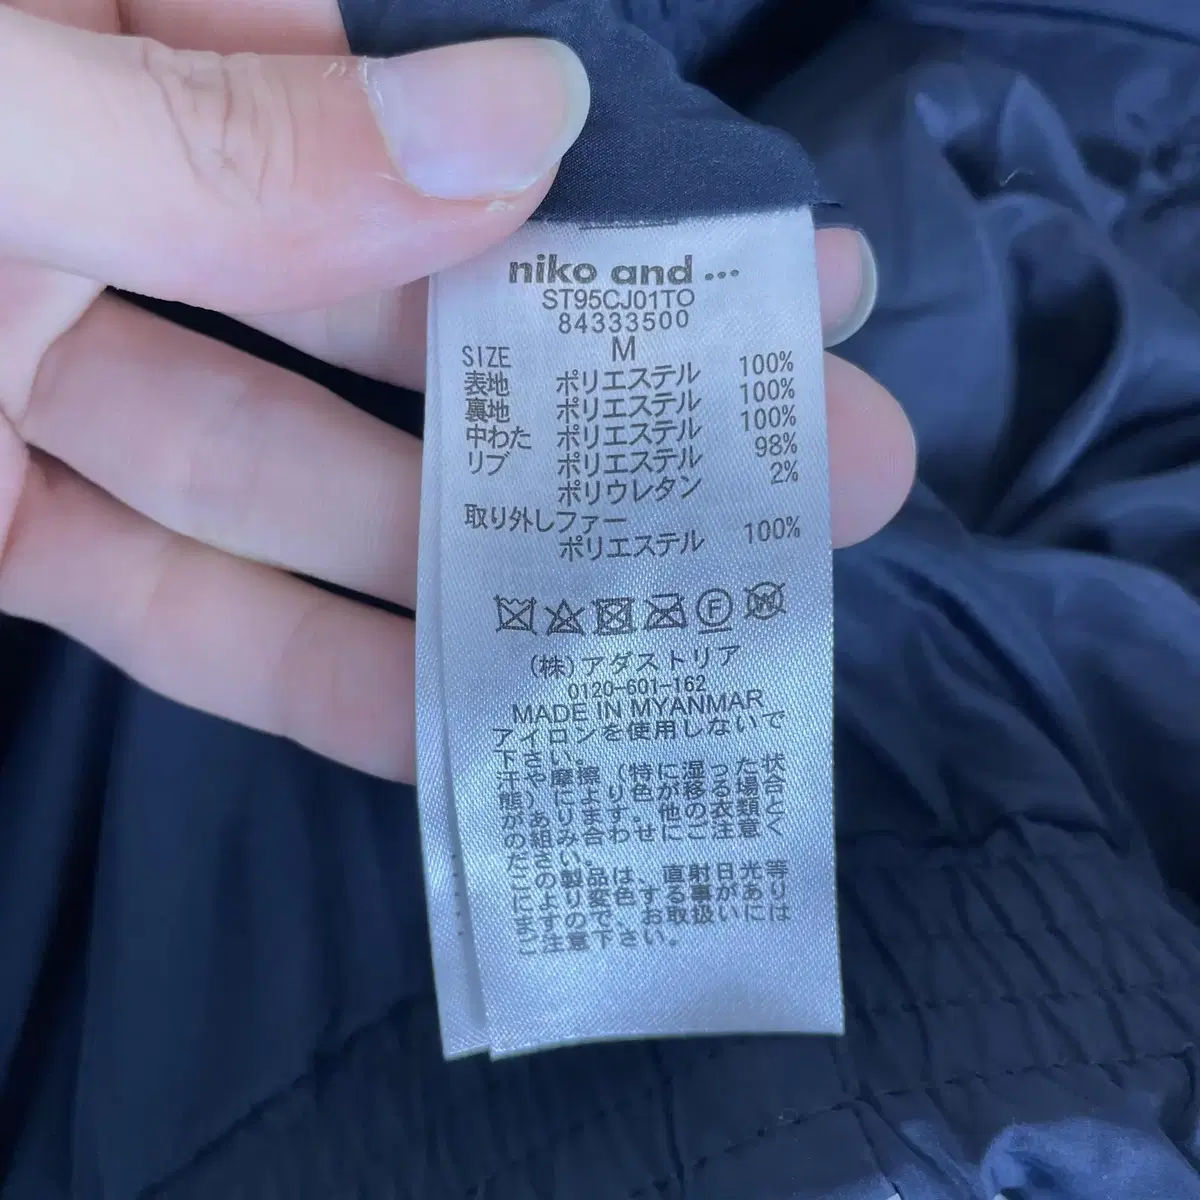 niko and ...
ST95CJ01TO
84333500
SIZE M
表地 ポリエステル 100%
裏地 ポリエステル 100%
中わた ポリエステル 100%
リブ ポリエステル 98%
ポリウレタン 2%
取り外しファー
ポリエステル 100%
F W
(株)アダストリア
0120-601-162
MADE IN MYANMAR
アイロンを使用しないで
下さい。
汗や摩擦(特に湿った状
態)により色が移る場合
があります。他の衣類と
の組み合わせにご注意く
ださい。
この製品は、直射日光等
により変色する事があり
ますので、お取扱いには
ご注意下さい。